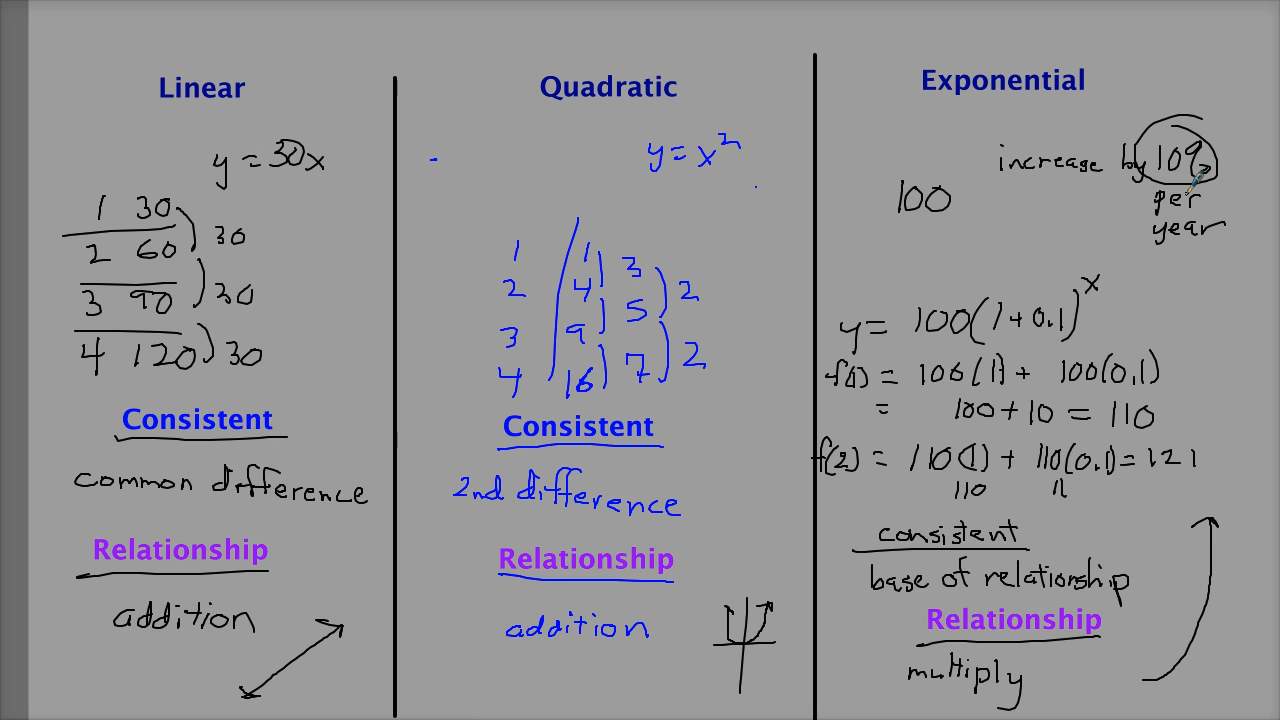 Linear
y = 30x
1 30
2 60
3 90
4 120
30
30
30
Consistent
common difference
Relationship
addition
Quadratic
y = x²
1 1
2 4
3 9
4 16
3
5
7
2
2
Consistent
2nd difference
Relationship
addition
Exponential
increase by 10%
per
year
100
y = 100(1+0.1)^x
f(1) = 100(1) + 100(0.1)
= 100 + 10 = 110
f(2) = 110(1) + 110(0.1) = 121
110 11
consistent
base of relationship
Relationship
multiply